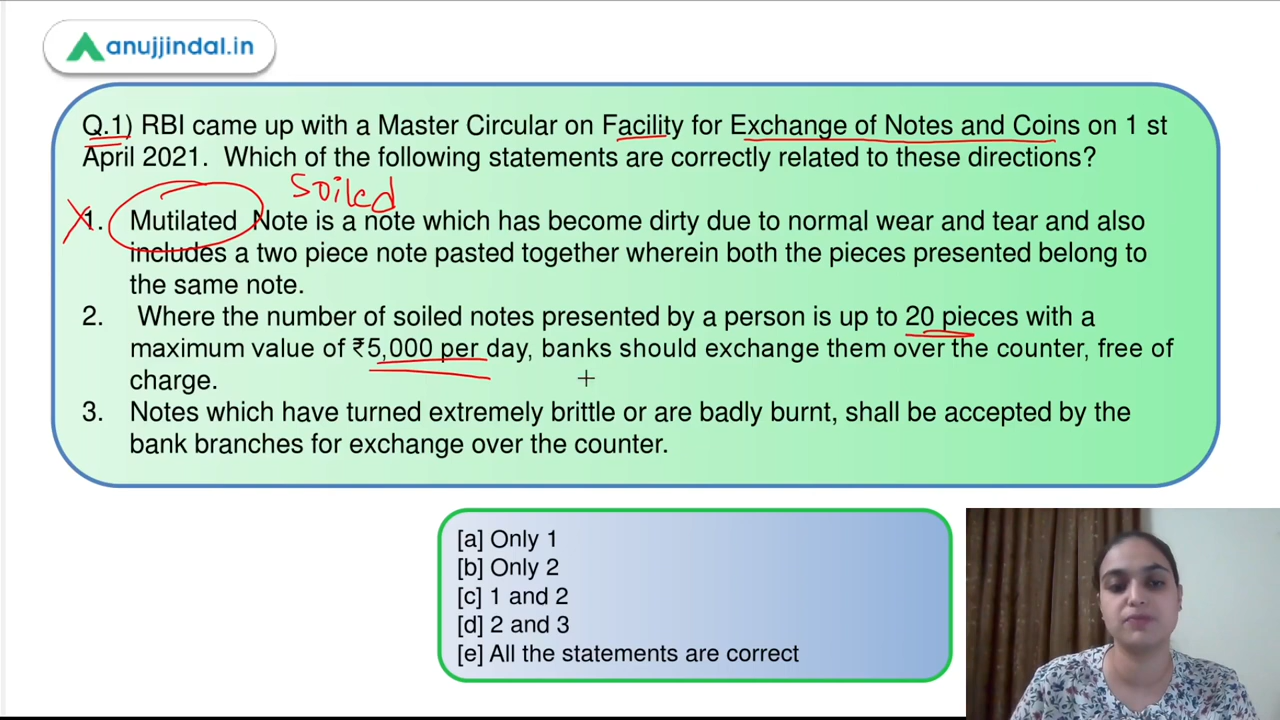 anujjindal.in
Q.1) RBI came up with a Master Circular on Facility for Exchange of Notes and Coins on 1 st
April 2021. Which of the following statements are correctly related to these directions?
soiled
X 1. Mutilated Note is a note which has become dirty due to normal wear and tear and also
includes a two piece note pasted together wherein both the pieces presented belong to
the same note.
2. Where the number of soiled notes presented by a person is up to 20 pieces with a
maximum value of ₹5,000 per day, banks should exchange them over the counter, free of
charge.
3. Notes which have turned extremely brittle or are badly burnt, shall be accepted by the
bank branches for exchange over the counter.
[a] Only 1
[b] Only 2
[c] 1 and 2
[d] 2 and 3
[e] All the statements are correct